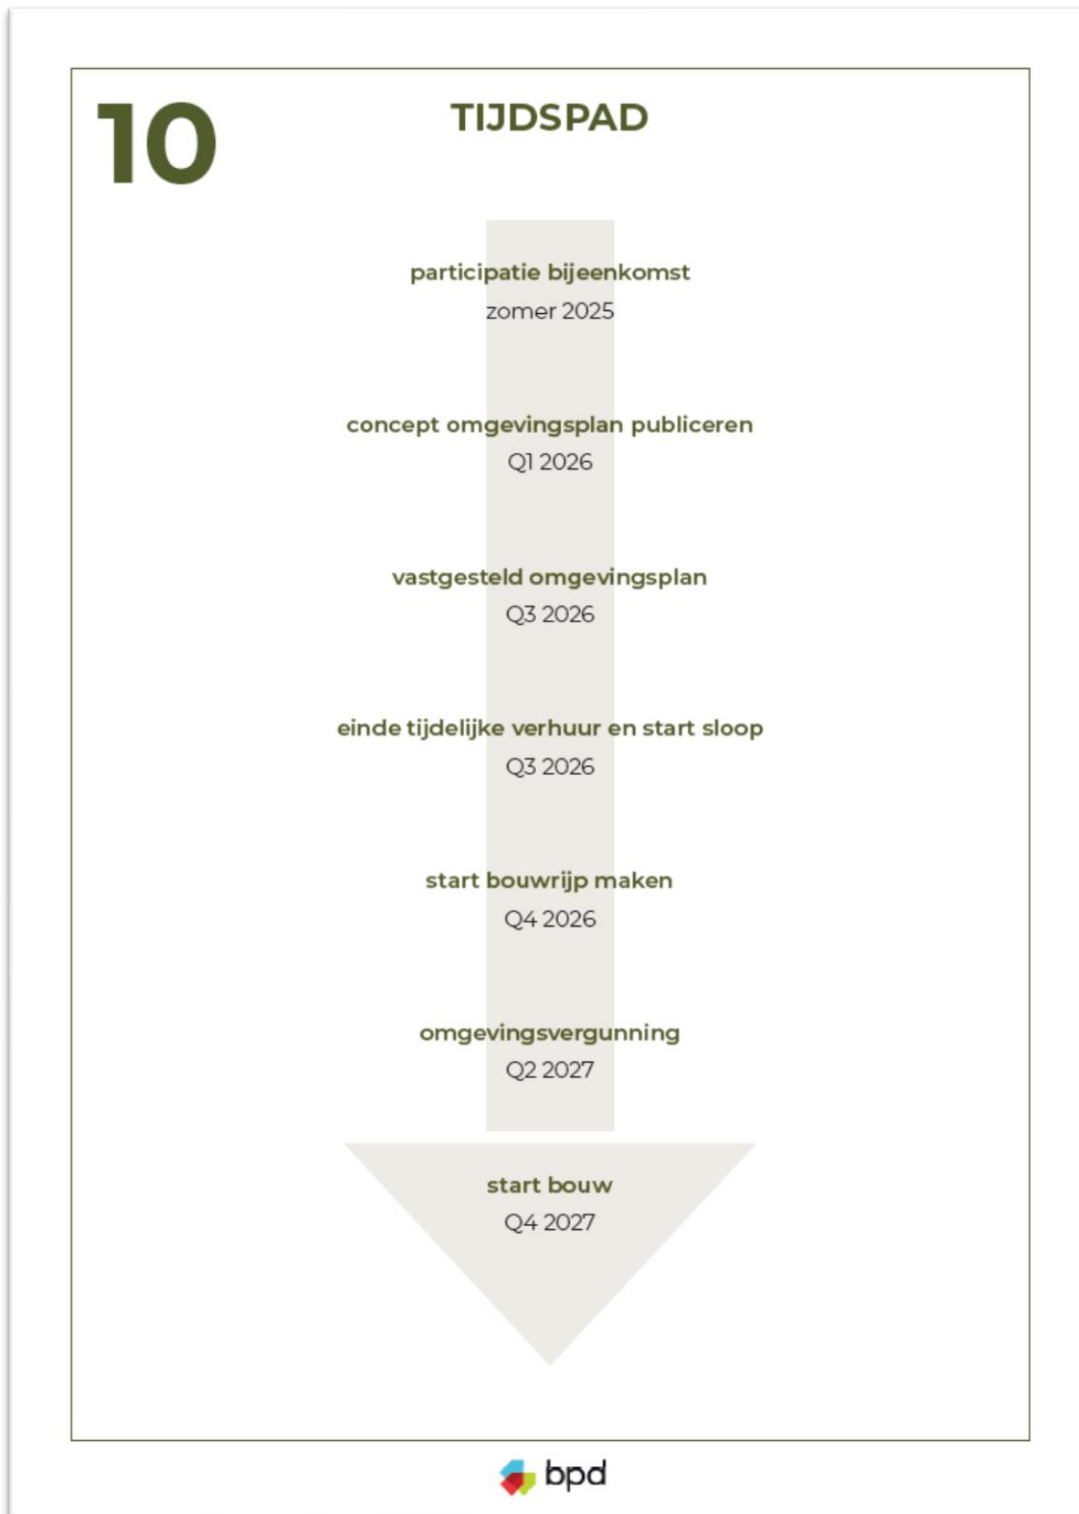 10
TIJDSPAD
participatie bijeenkomst
zomer 2025
concept omgevingsplan publiceren
Q1 2026
vastgesteld omgevingsplan
Q3 2026
einde tijdelijke verhuur en start sloop
Q3 2026
start bouwrijp maken
Q4 2026
omgevingsvergunning
Q2 2027
start bouw
Q4 2027
bpd